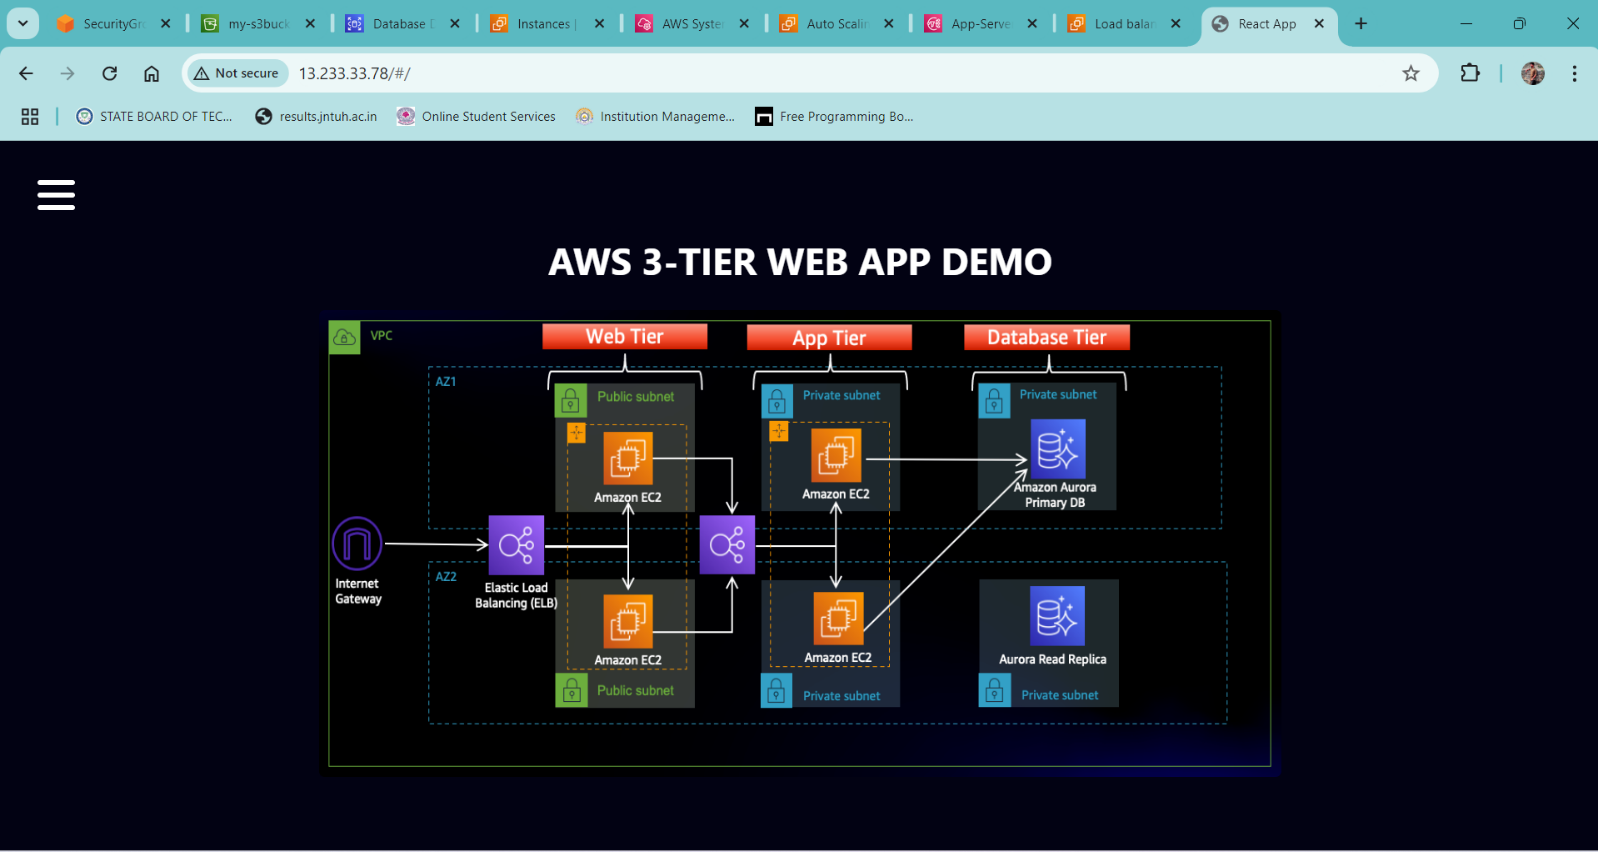 SecurityGro
my-s3buck
Database D
Instances |
AWS Syste
Auto Scalin
App-Serve
Load balan
React App
Not secure
13.233.33.78/#/
STATE BOARD OF TEC...
results.jntuh.ac.in
Online Student Services
Institution Manageme...
Free Programming Bo...
AWS 3-TIER WEB APP DEMO
VPC
Web Tier
App Tier
Database Tier
AZ1
Public subnet
Private subnet
Private subnet
Amazon EC2
Amazon EC2
Amazon Aurora
Primary DB
Internet
Gateway
Elastic Load
Balancing (ELB)
AZ2
Amazon EC2
Amazon EC2
Aurora Read Replica
Public subnet
Private subnet
Private subnet